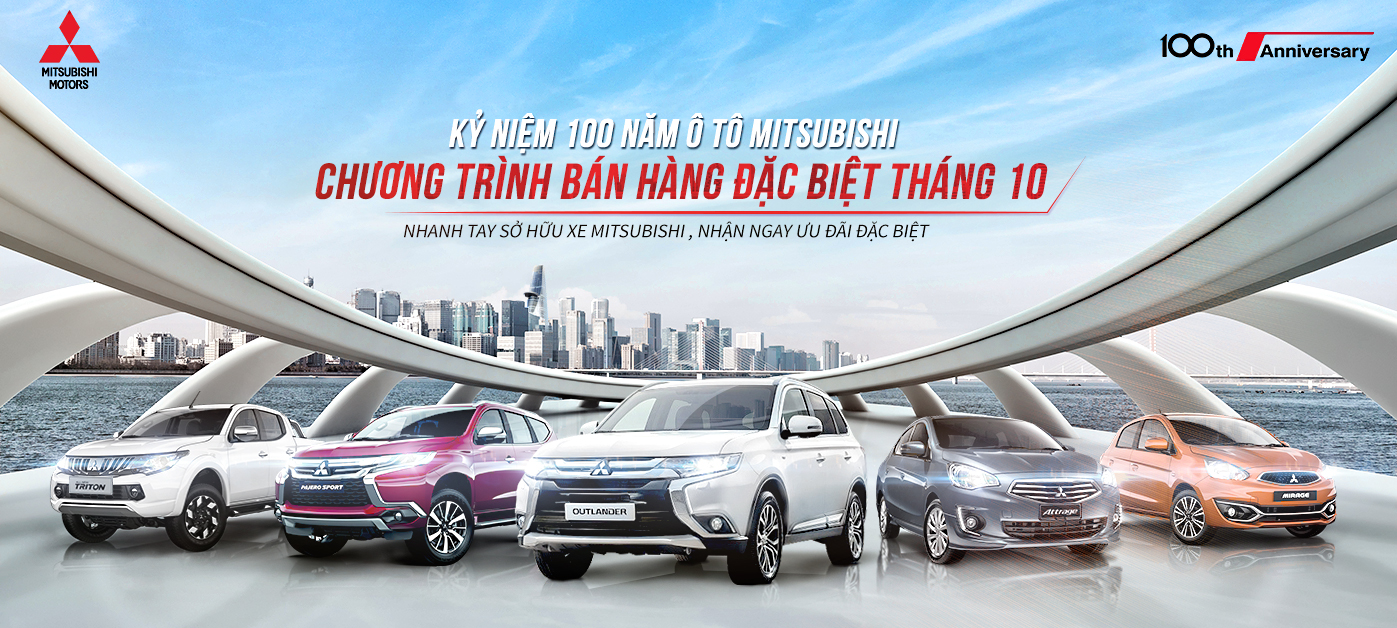 MITSUBISHI
MOTORS
100th Anniversary
KỶ NIỆM 100 NĂM Ô TÔ MITSUBISHI
CHƯƠNG TRÌNH BÁN HÀNG ĐẶC BIỆT THÁNG 10
NHANH TAY SỞ HỮU XE MITSUBISHI , NHẬN NGAY ƯU ĐÃI ĐẶC BIỆT
TRITON
PAJERO SPORT
OUTLANDER
Attrage
MIRAGE